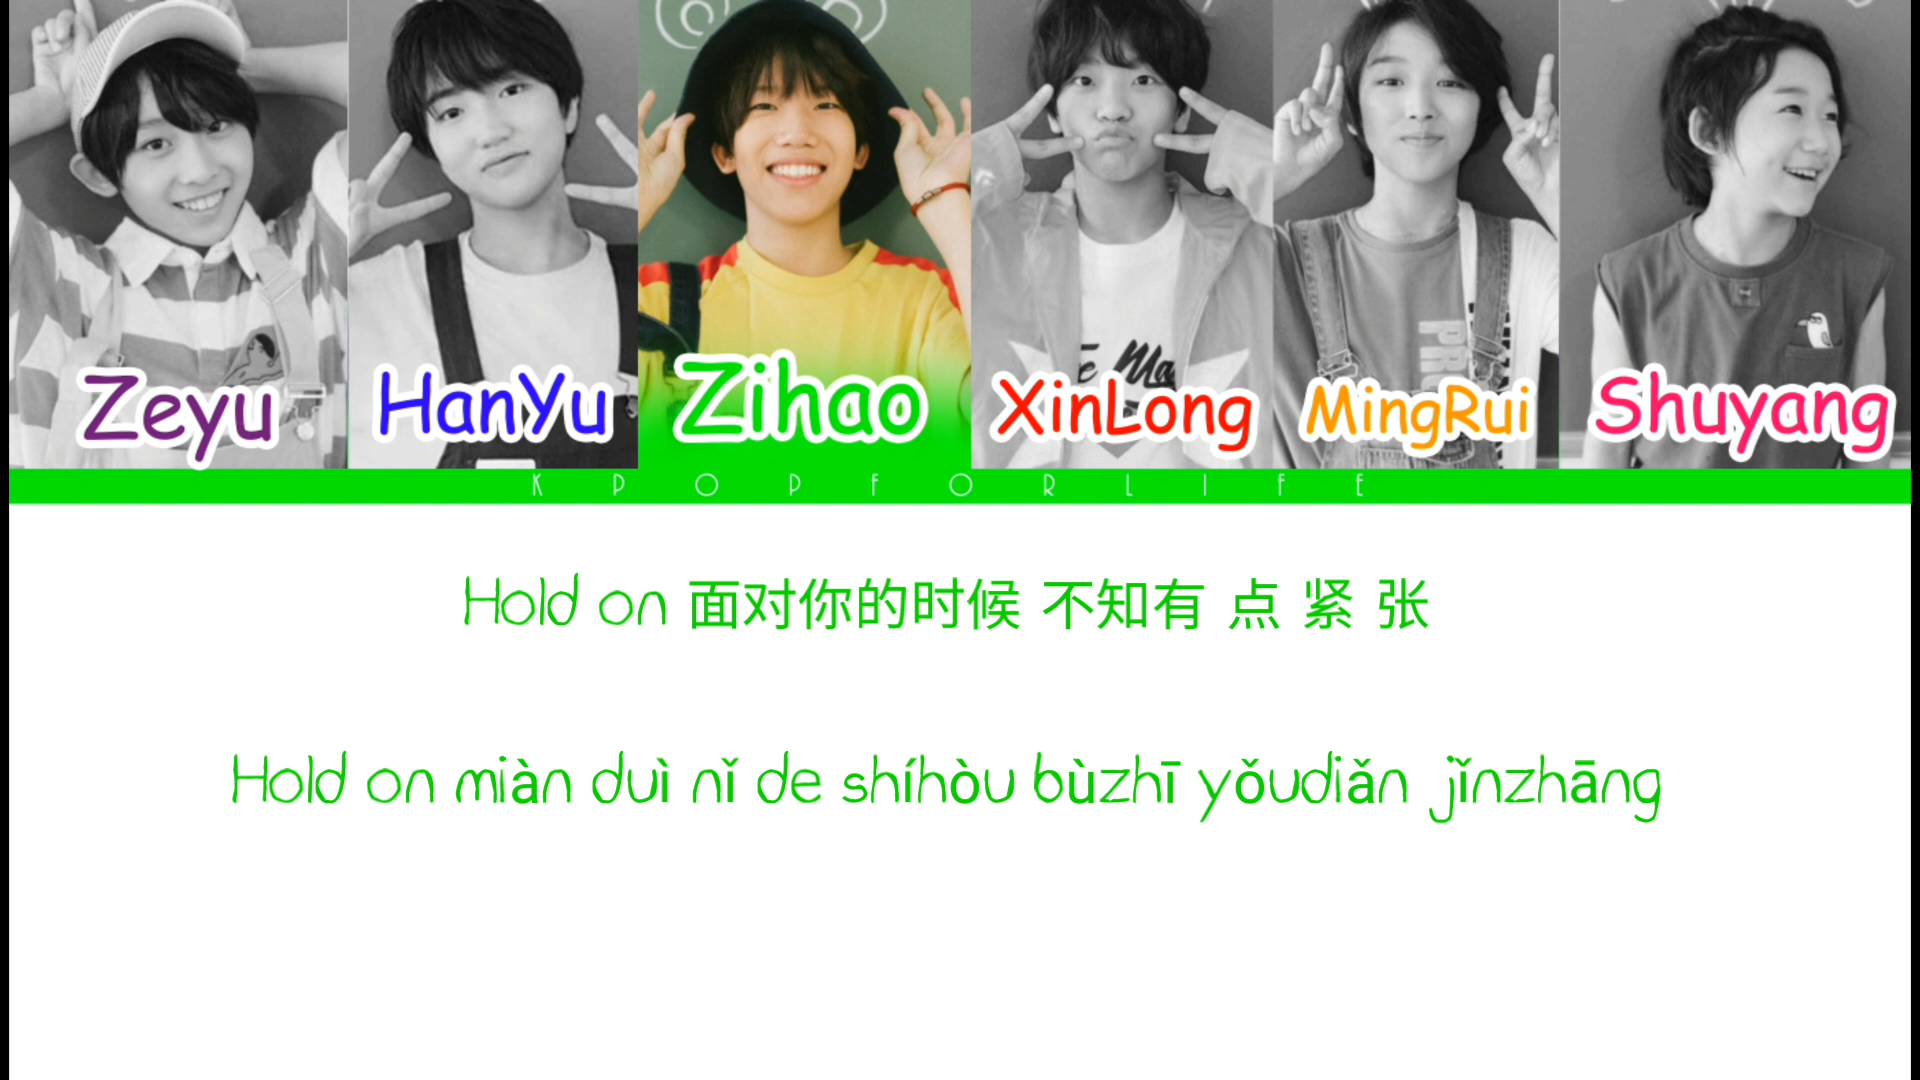 Zeyu HanYu Zihao XinLong MingRui Shuyang
KPOPFORLIFE
Hold on 面对你的时候 不知有 点 紧 张
Hold on miàn duì nǐ de shíhòu bùzhī yǒudiǎn jǐnzhāng